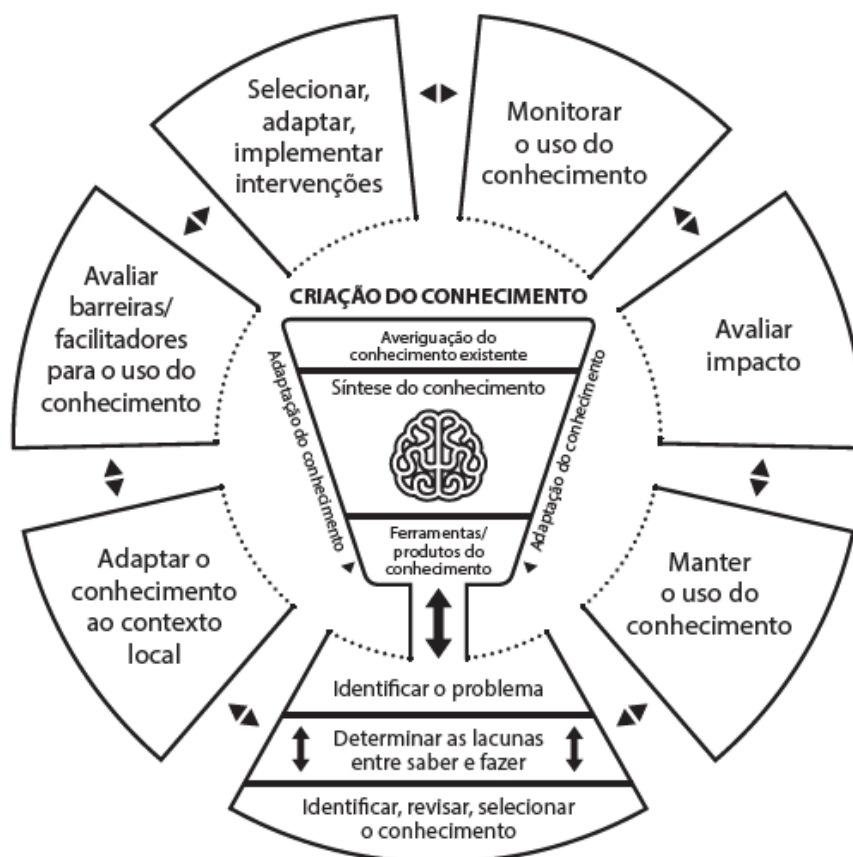 Selecionar,
adaptar,
implementar
intervenções
Monitorar
o uso do
conhecimento
Avaliar
barreiras/
facilitadores
para o uso do
conhecimento
CRIAÇÃO DO CONHECIMENTO
Averiguação do
conhecimento existente
Síntese do conhecimento
Ferramentas/
produtos do
conhecimento
Adaptação do conhecimento
Adaptação do conhecimento
Avaliar
impacto
Adaptar o
conhecimento
ao contexto
local
Manter
o uso do
conhecimento
Identificar o problema
Determinar as lacunas
entre saber e fazer
Identificar, revisar, selecionar
o conhecimento